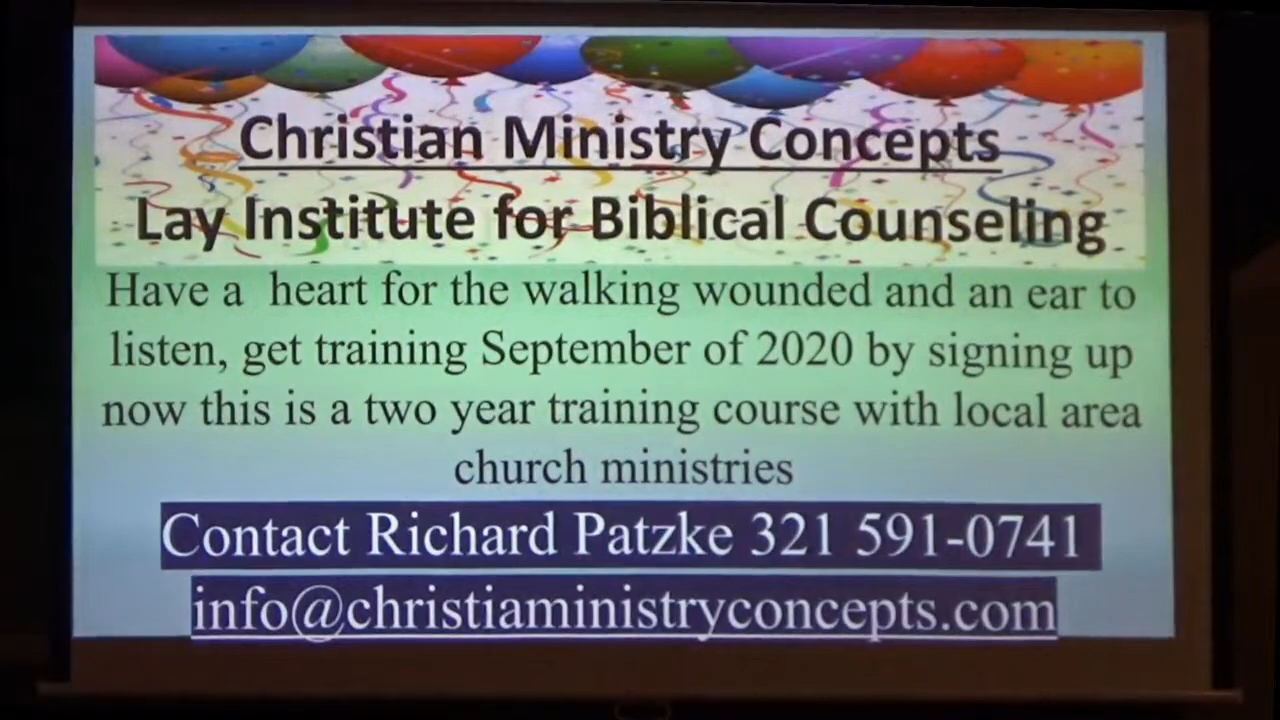 Christian Ministry Concepts
Lay Institute for Biblical Counseling
Have a heart for the walking wounded and an ear to
listen, get training September of 2020 by signing up
now this is a two year training course with local area
church ministries
Contact Richard Patzke 321 591-0741
info@christiaministryconcepts.com